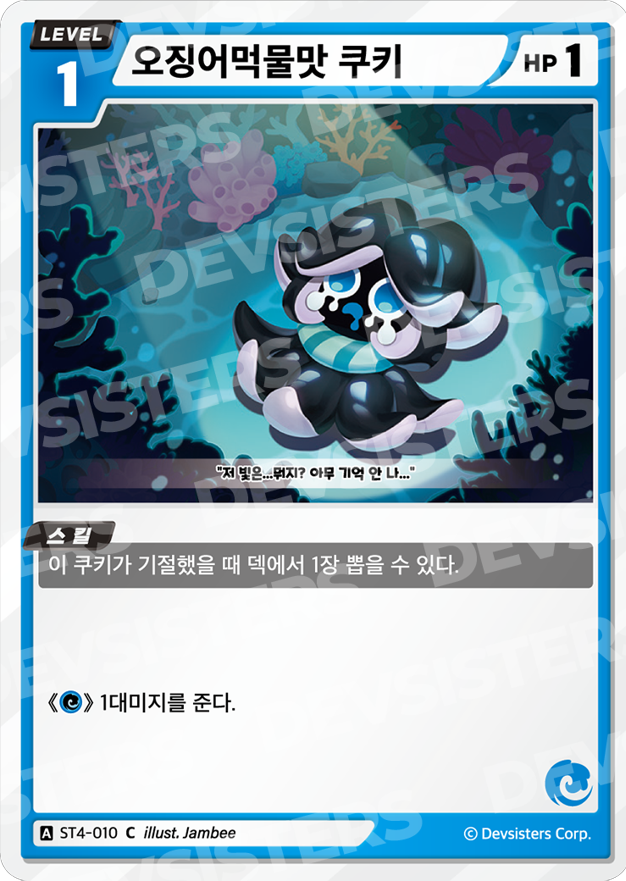 LEVEL
1
오징어먹물맛 쿠키
HP 1
"저 빛은...뭐지? 아무 기억 안 나..."
스킬
이 쿠키가 기절했을 때 덱에서 1장 뽑을 수 있다.
《 》 1대미지를 준다.
A ST4-010 C illust. Jambee
© Devsisters Corp.
DEVSISTERS